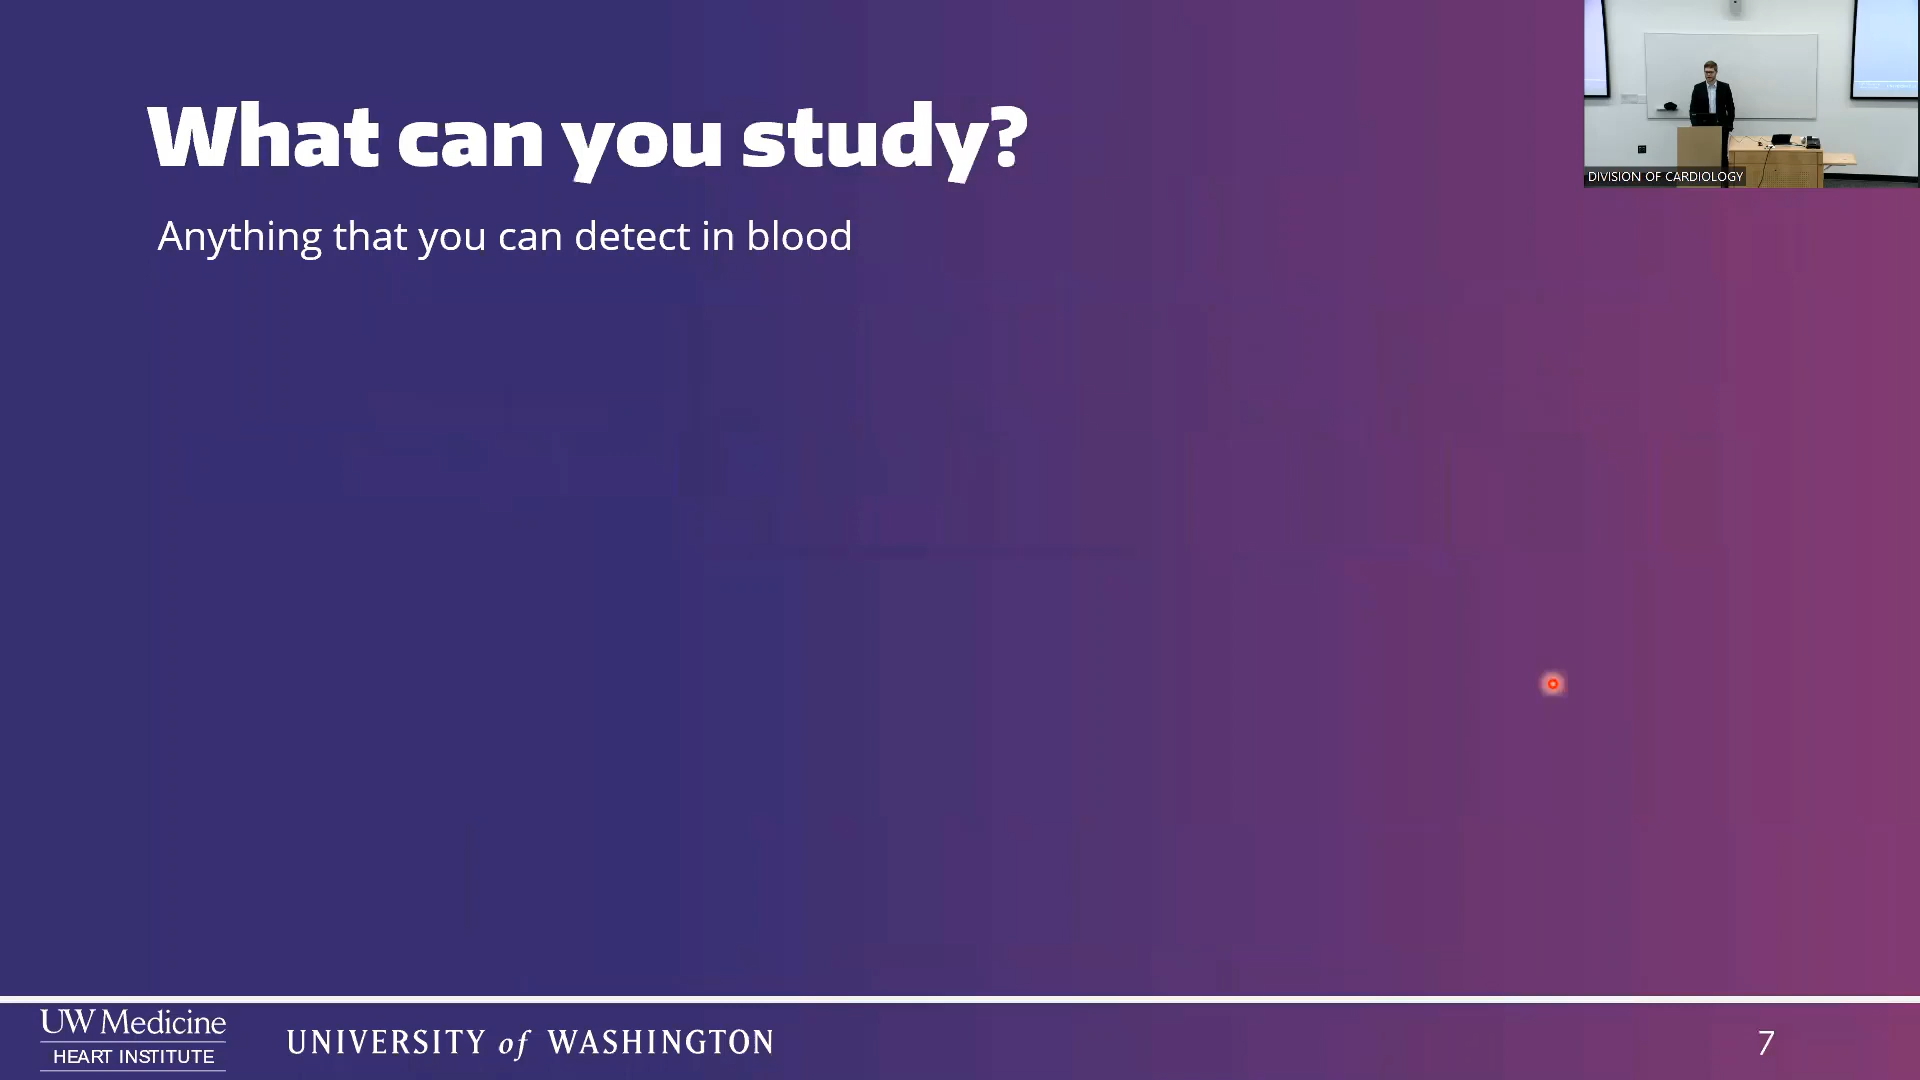 What can you study?
Anything that you can detect in blood
DIVISION OF CARDIOLOGY
UW Medicine
HEART INSTITUTE
UNIVERSITY of WASHINGTON
7